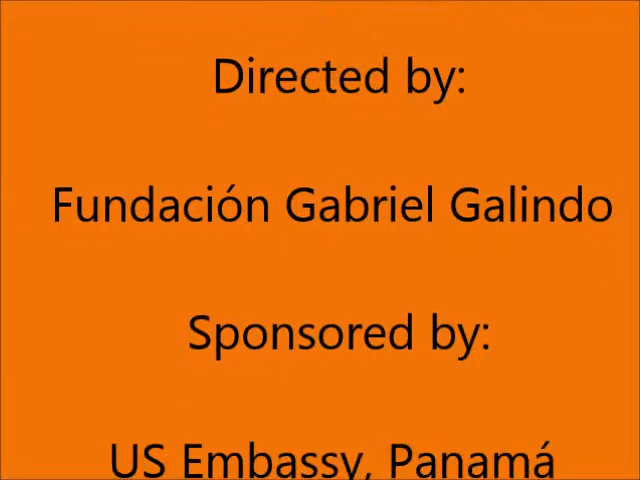 Directed by:
Fundación Gabriel Galindo
Sponsored by:
US Embassy, Panamá